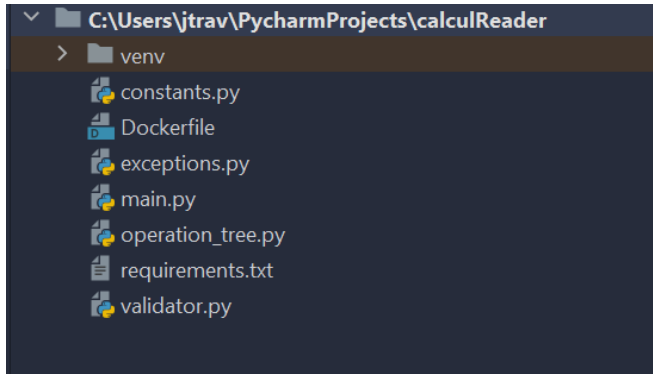 C:\Users\jtrav\PycharmProjects\calculReader
venv
constants.py
D Dockerfile
exceptions.py
main.py
operation_tree.py
requirements.txt
validator.py